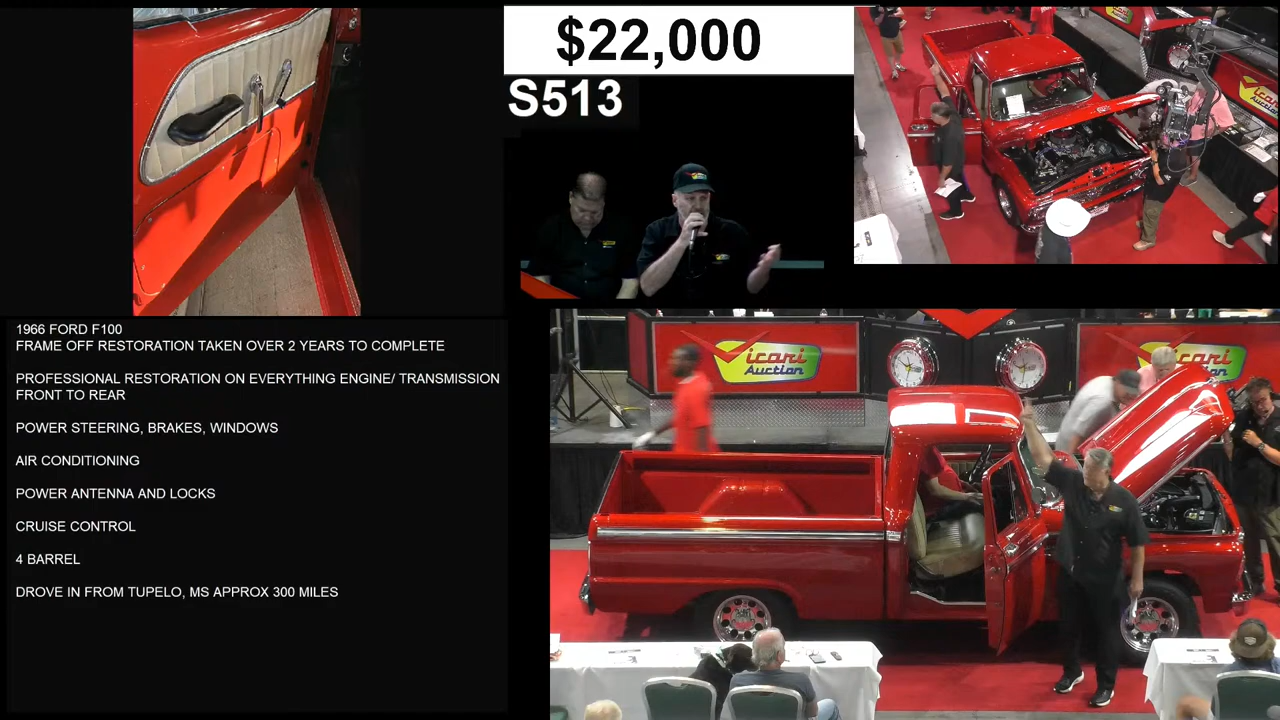 $22,000
S513
1966 FORD F100
FRAME OFF RESTORATION TAKEN OVER 2 YEARS TO COMPLETE
PROFESSIONAL RESTORATION ON EVERYTHING ENGINE/ TRANSMISSION
FRONT TO REAR
POWER STEERING, BRAKES, WINDOWS
AIR CONDITIONING
POWER ANTENNA AND LOCKS
CRUISE CONTROL
4 BARREL
DROVE IN FROM TUPELO, MS APPROX 300 MILES
Vicari
Auction
Vicari
Auction